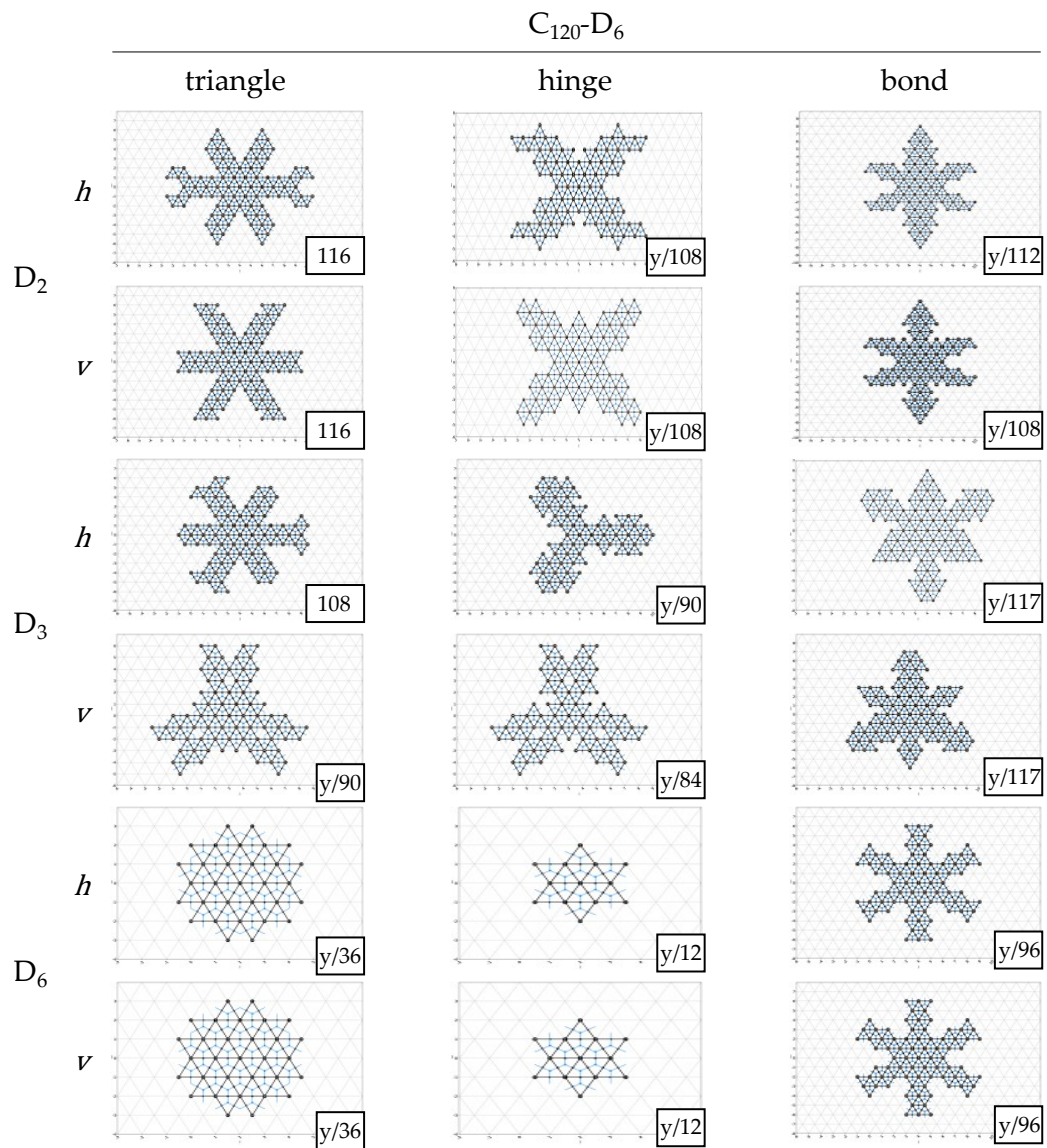 C₁₂₀-D₆
triangle hinge bond
h
116 y/108 y/112
D₂
v
116 y/108 y/108
h
108 y/90 y/117
D₃
v
y/90 y/84 y/117
h
y/36 y/12 y/96
D₆
v
y/36 y/12 y/96